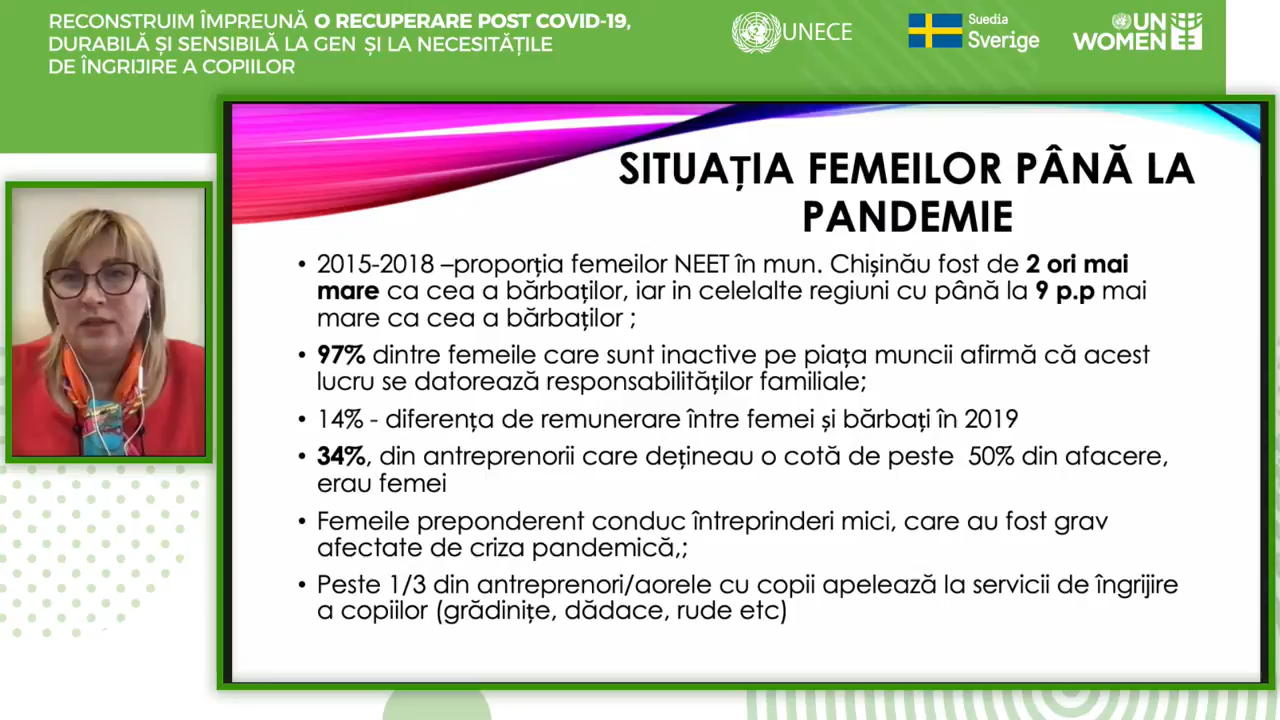 RECONSTRUIM ÎMPREUNĂ O RECUPERARE POST COVID-19,
DURABILĂ ȘI SENSIBILĂ LA GEN ȘI LA NECESITĂȚILE
DE ÎNGRIJIRE A COPIILOR
UNECE
Suedia
Sverige
UN
WOMEN
SITUAȚIA FEMEILOR PÂNĂ LA
PANDEMIE
• 2015-2018 –proporția femeilor NEET în mun. Chișinău fost de 2 ori mai
mare ca cea a bărbaților, iar in celelalte regiuni cu până la 9 p.p mai
mare ca cea a bărbaților ;
• 97% dintre femeile care sunt inactive pe piața muncii afirmă că acest
lucru se datorează responsabilităților familiale;
• 14% - diferența de remunerare între femei și bărbați în 2019
• 34%, din antreprenorii care dețineau o cotă de peste 50% din afacere,
erau femei
• Femeile preponderent conduc întreprinderi mici, care au fost grav
afectate de criza pandemică,;
• Peste 1/3 din antreprenori/aorele cu copii apelează la servicii de îngrijire
a copiilor (grădinițe, dădace, rude etc)